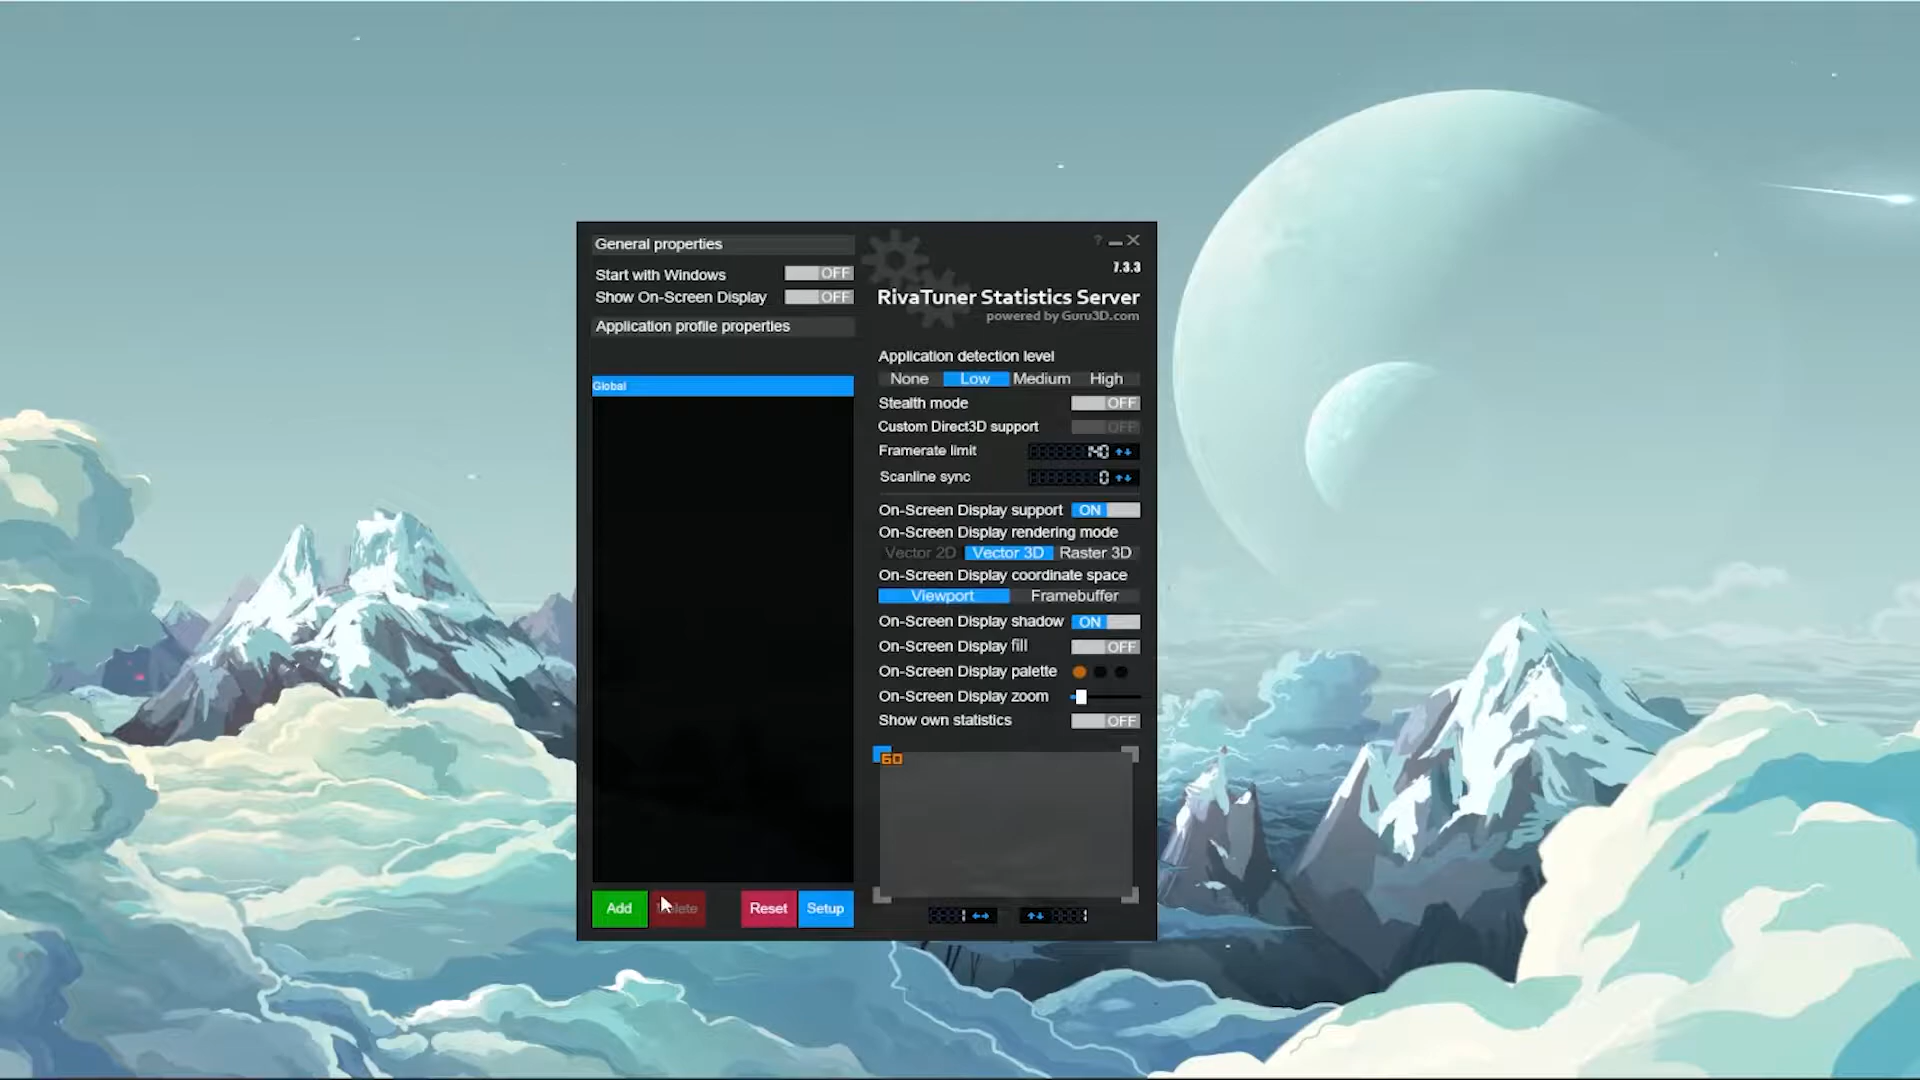 General properties
Start with Windows OFF
Show On-Screen Display OFF
Application profile properties
Global
Add
Reset
Setup
?
7.3.3
RivaTuner Statistics Server
powered by Guru3D.com
Application detection level
None Low Medium High
Stealth mode OFF
Custom Direct3D support OFF
Framerate limit 140
Scanline sync 0
On-Screen Display support ON
On-Screen Display rendering mode
Vector 2D Vector 3D Raster 3D
On-Screen Display coordinate space
Viewport Framebuffer
On-Screen Display shadow ON
On-Screen Display fill OFF
On-Screen Display palette
On-Screen Display zoom
Show own statistics OFF
60
1 1